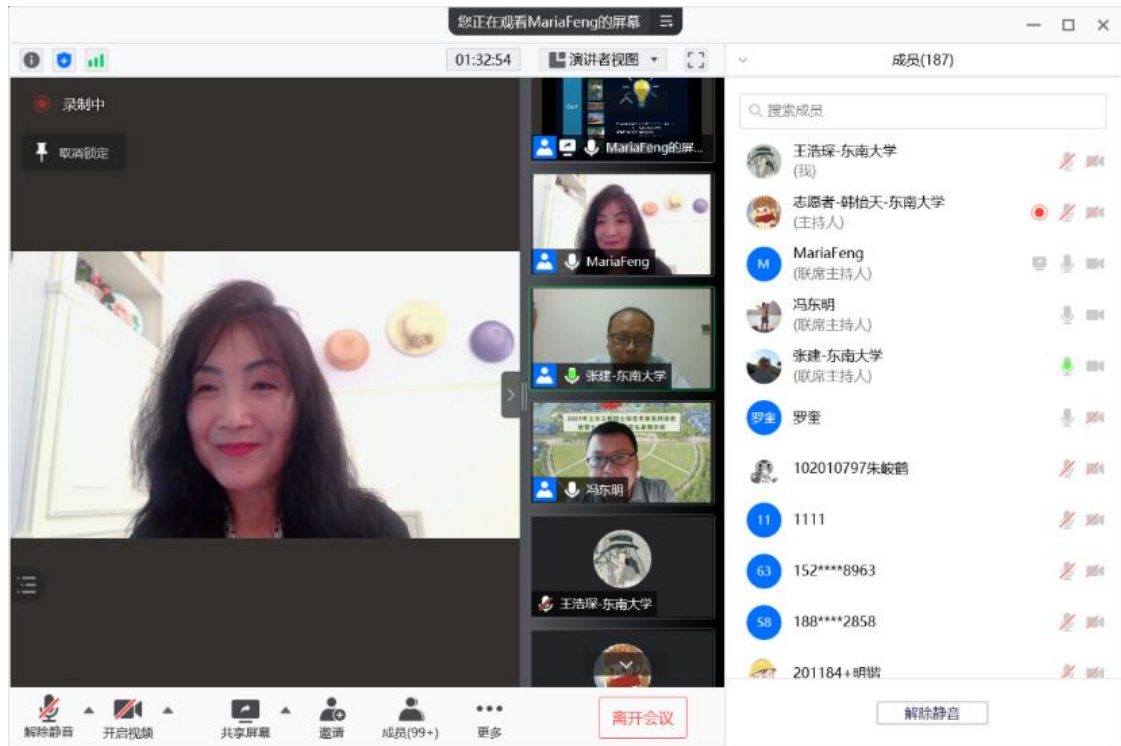 您正在观看MariaFeng的屏幕
01:32:54
演讲者视图
成员(187)
录制中
取消锁定
MariaFeng的屏...
MariaFeng
张建-东南大学
冯东明
王浩琛-东南大学
搜索成员
王浩琛-东南大学
(我)
志愿者-韩怡天-东南大学
(主持人)
M
MariaFeng
(联席主持人)
冯东明
(联席主持人)
张建-东南大学
(联席主持人)
罗奎
罗奎
102010797朱峻鹤
11
1111
63
152****8963
58
188****2858
201184+明锴
解除静音
开启视频
共享屏幕
邀请
成员(99+)
更多
离开会议
解除静音